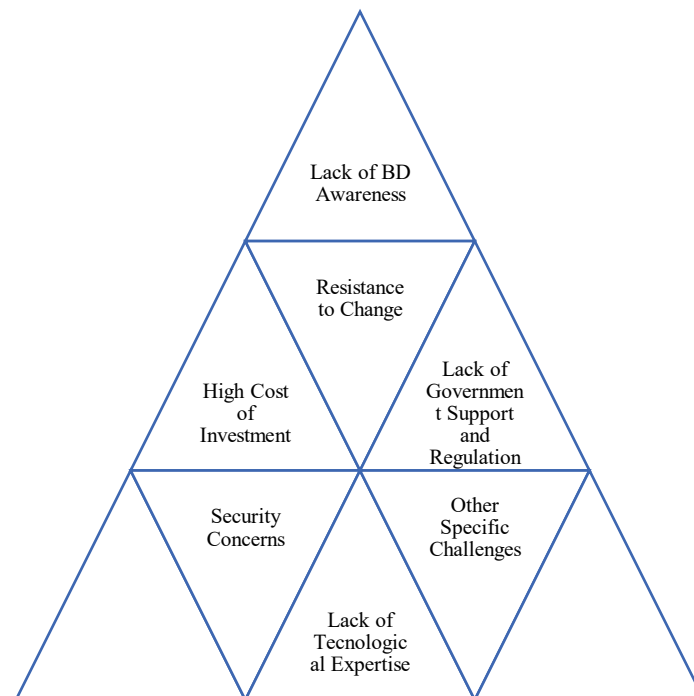 Lack of BD
Awareness
Resistance
to Change
High Cost
of
Investment
Lack of
Governmen
t Support
and
Regulation
Security
Concerns
Other
Specific
Challenges
Lack of
Tecnologic
al Expertise